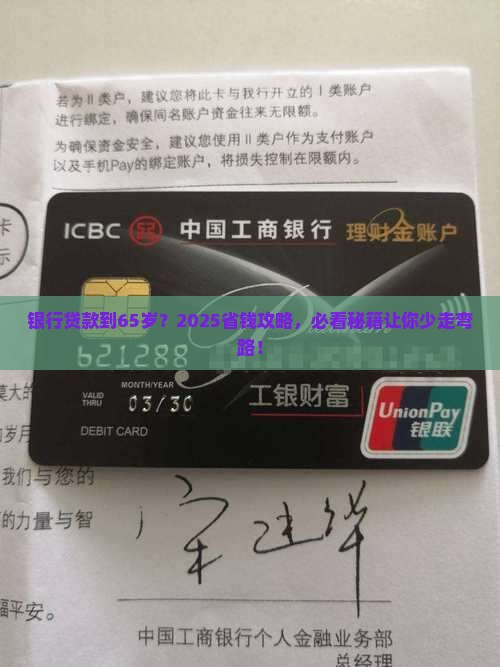 若为Ⅱ类户，建议您将此卡与我行开立的Ⅰ类账户
进行绑定，确保同名账户资金往来无限额。
为确保资金安全，建议您使用Ⅱ类户作为支付账户
以及手机Pay的绑定账户，将损失控制在限额内。
卡
示
ICBC 中国工商银行 理财金账户
银行贷款到65岁？2025省钱攻略，必看秘籍让你少走弯
路！
621288
VALID
THRU
MONTH/YEAR
03/30
工银财富
DEBIT CARD
UnionPay
银联
莫大的
岁月
我们与您的
的力量与智
福平安。
中国工商银行个人金融业务部
总经理